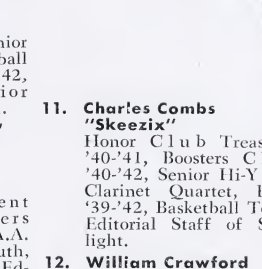 nior
ball
42,
ior
.
ent
ers
A.A.
uth,
Ed-
11. Charles Combs
"Skeezix"
Honor Club Treas
'40-'41, Boosters C
'40-'42, Senior Hi-Y
Clarinet Quartet,
'39-'42, Basketball T
Editorial Staff of S
light.
12. William Crawford